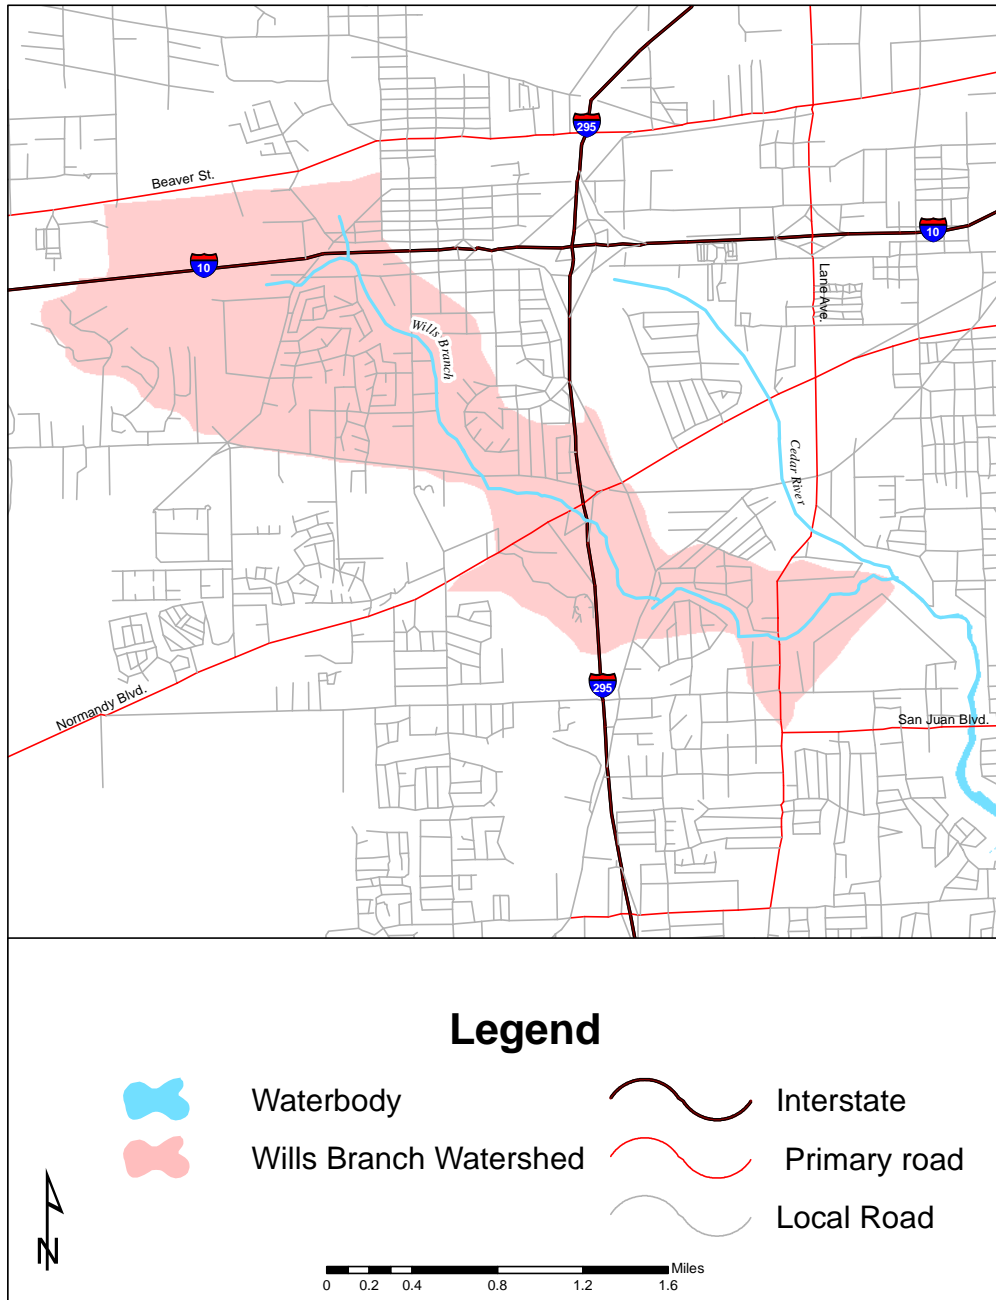 295
Beaver St.
10
10
Lane Ave.
Wills Branch
Cedar River
295
Normandy Blvd.
San Juan Blvd.
Legend
Waterbody
Interstate
Wills Branch Watershed
Primary road
Local Road
N
Miles
0 0.2 0.4 0.8 1.2 1.6